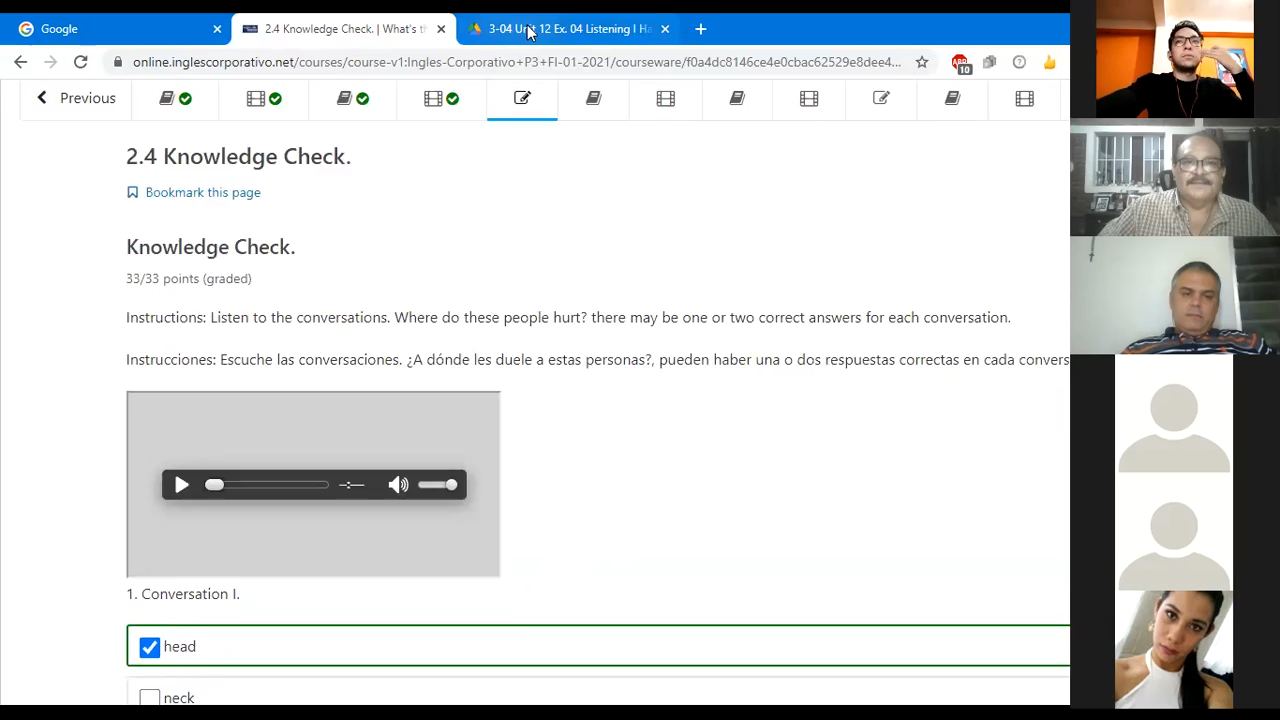 Google
2.4 Knowledge Check. | What's t
3-04 Unit 12 Ex. 04 Listening I Ha
online.inglescorporativo.net/courses/course-v1:Ingles-Corporativo+P3+FI-01-2021/courseware/f0a4dc8146ce4e0cbac62529e8dee4...
10
Previous
2.4 Knowledge Check.
Bookmark this page
Knowledge Check.
33/33 points (graded)
Instructions: Listen to the conversations. Where do these people hurt? there may be one or two correct answers for each conversation.
Instrucciones: Escuche las conversaciones. ¿A dónde les duele a estas personas?, pueden haber una o dos respuestas correctas en cada convers
-:--
1. Conversation I.
head
neck